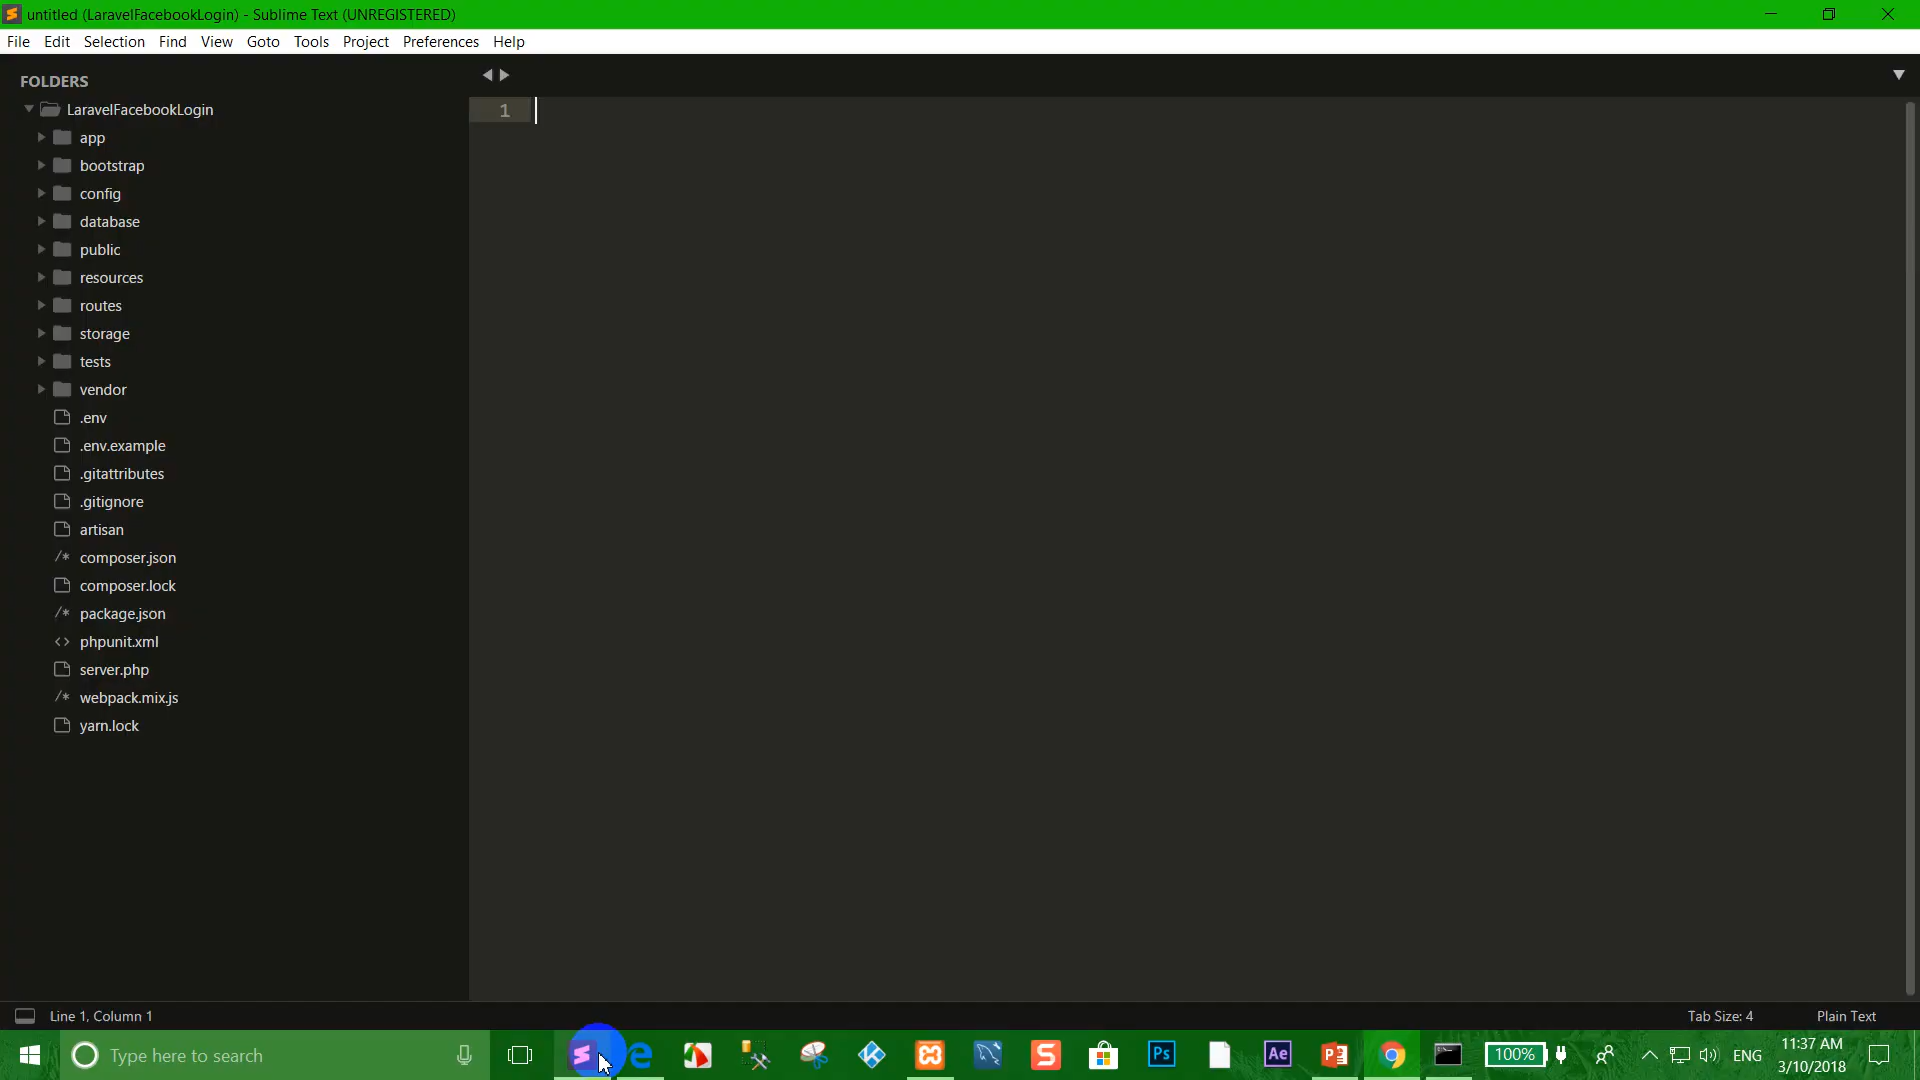 untitled (LaravelFacebookLogin) - Sublime Text (UNREGISTERED)
File Edit Selection Find View Goto Tools Project Preferences Help
FOLDERS
LaravelFacebookLogin
1
app
bootstrap
config
database
public
resources
routes
storage
tests
vendor
.env
.env.example
.gitattributes
.gitignore
artisan
/* composer.json
composer.lock
/* package.json
<> phpunit.xml
server.php
/* webpack.mix.js
yarn.lock
Line 1, Column 1 Tab Size: 4 Plain Text
Type here to search Ps Ae 100% ENG 11:37 AM
3/10/2018